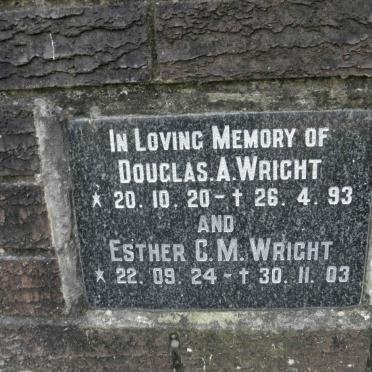 In Loving Memory of
Douglas.A.Wright
* 20. 10. 20 - † 26. 4. 93
and
Esther C.M. Wright
* 22. 09. 24 - † 30. 11. 03